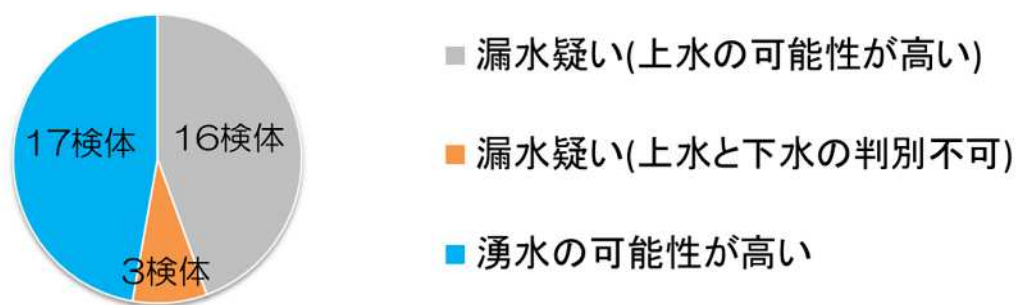 17検体
16検体
3検体
漏水疑い(上水の可能性が高い)
漏水疑い(上水と下水の判別不可)
湧水の可能性が高い